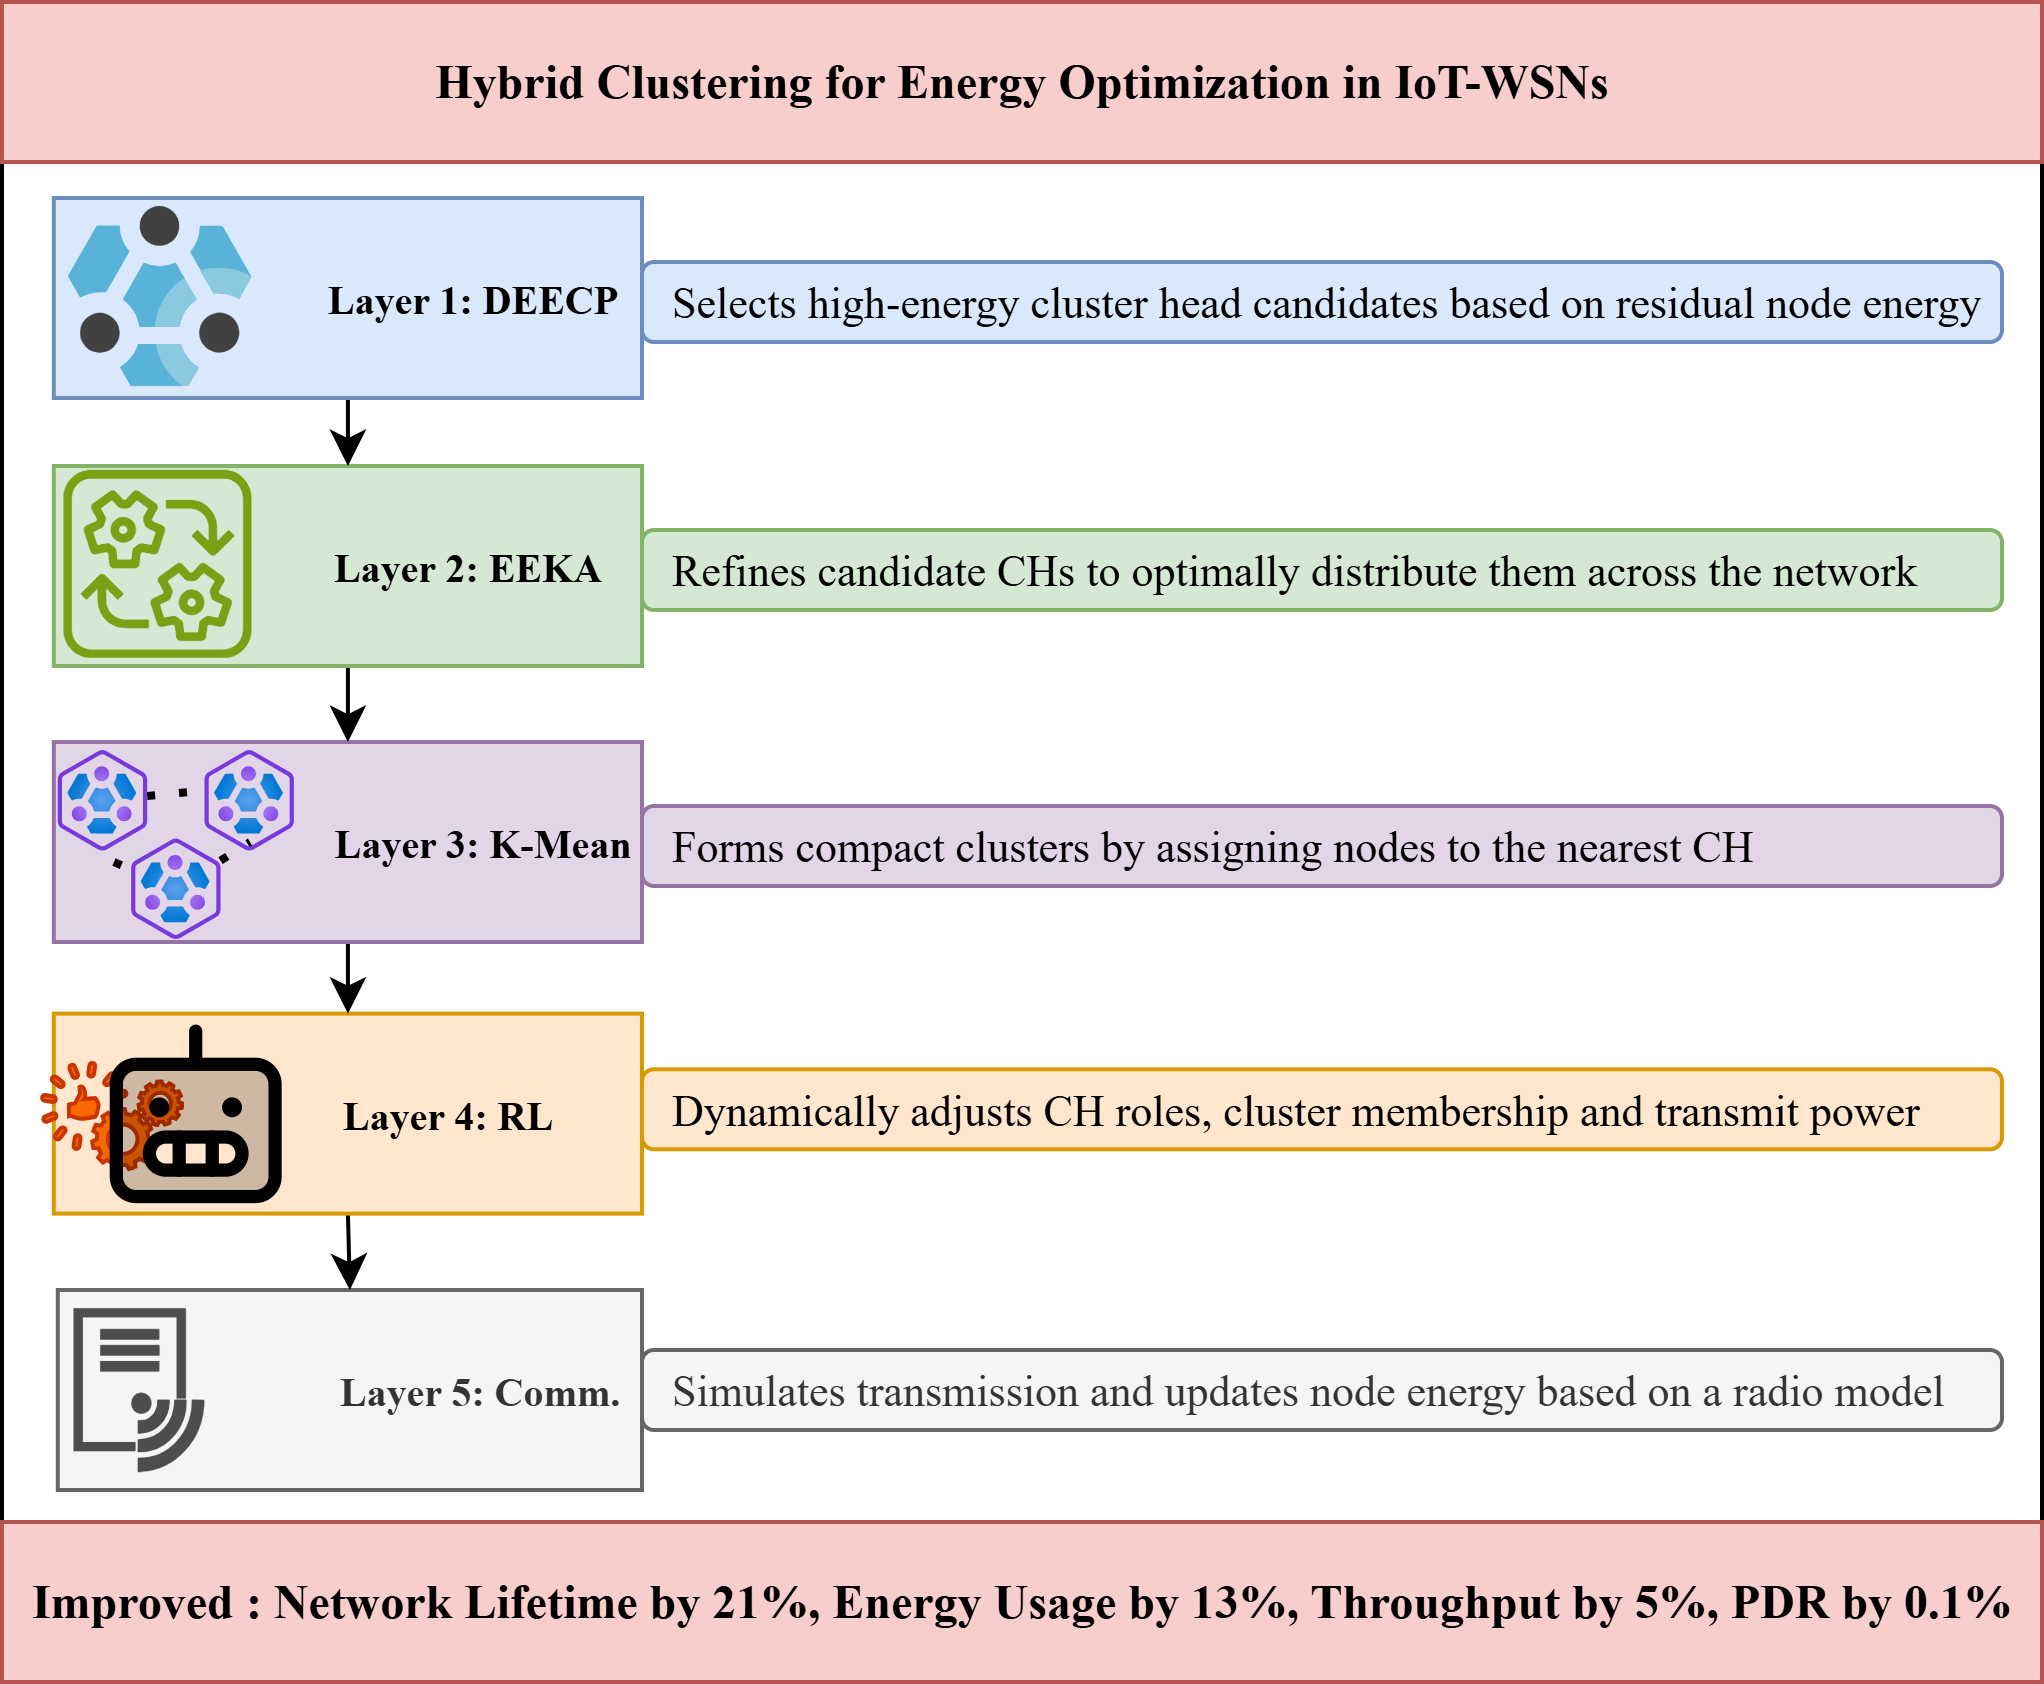 Hybrid Clustering for Energy Optimization in IoT-WSNs
Layer 1: DEECP
Selects high-energy cluster head candidates based on residual node energy
Layer 2: EEKA
Refines candidate CHs to optimally distribute them across the network
Layer 3: K-Mean
Forms compact clusters by assigning nodes to the nearest CH
Layer 4: RL
Dynamically adjusts CH roles, cluster membership and transmit power
Layer 5: Comm.
Simulates transmission and updates node energy based on a radio model
Improved : Network Lifetime by 21%, Energy Usage by 13%, Throughput by 5%, PDR by 0.1%